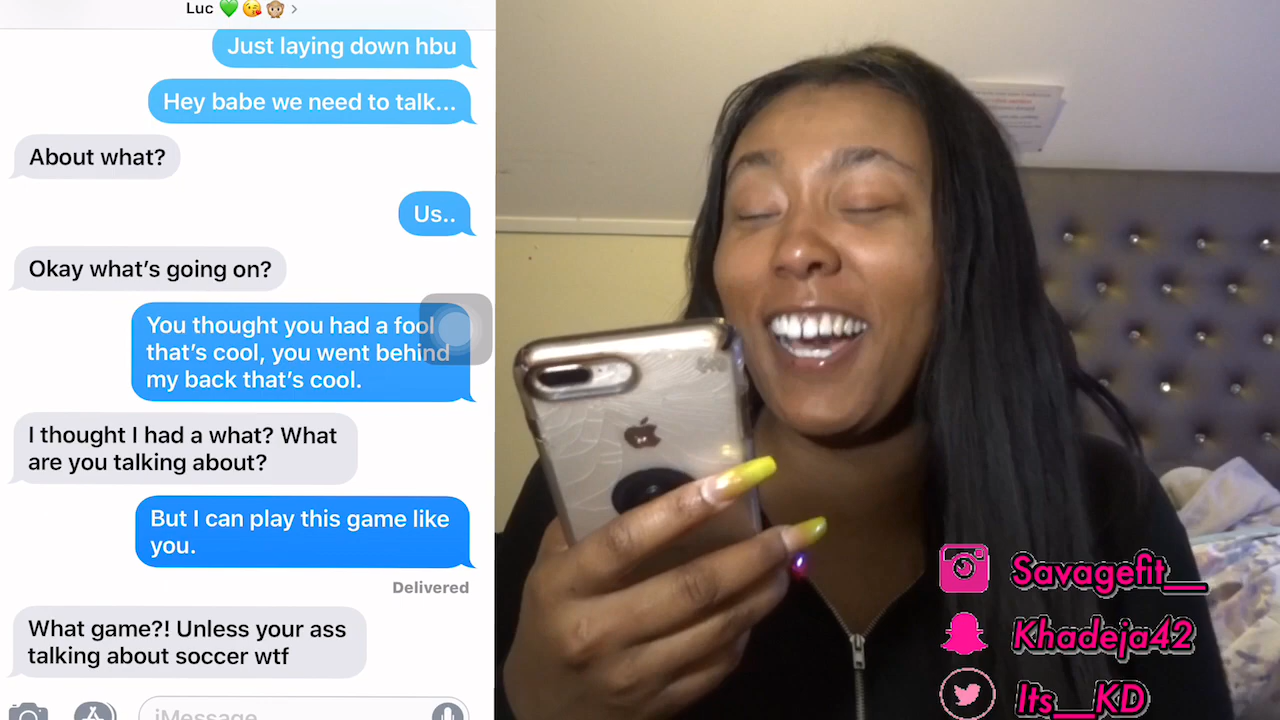 Luc 💚😘🙊 >
Just laying down hbu
Hey babe we need to talk...
About what?
Us..
Okay what’s going on?
You thought you had a fool
that’s cool, you went behind
my back that’s cool.
I thought I had a what? What
are you talking about?
But I can play this game like
you.
Delivered
What game?! Unless your ass
talking about soccer wtf
iMessage
Savagefit__
Khadeja42
Its__KD